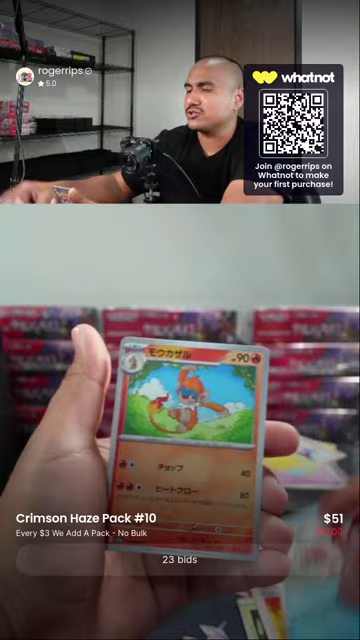 rogerrips
5.0
whatnot
Join @rogerrips on
Whatnot to make
your first purchase!
モウカザル
90
チョップ
40
ヒートブロー
80
Crimson Haze Pack #10
$51
Every $3 We Add A Pack - No Bulk
23 bids